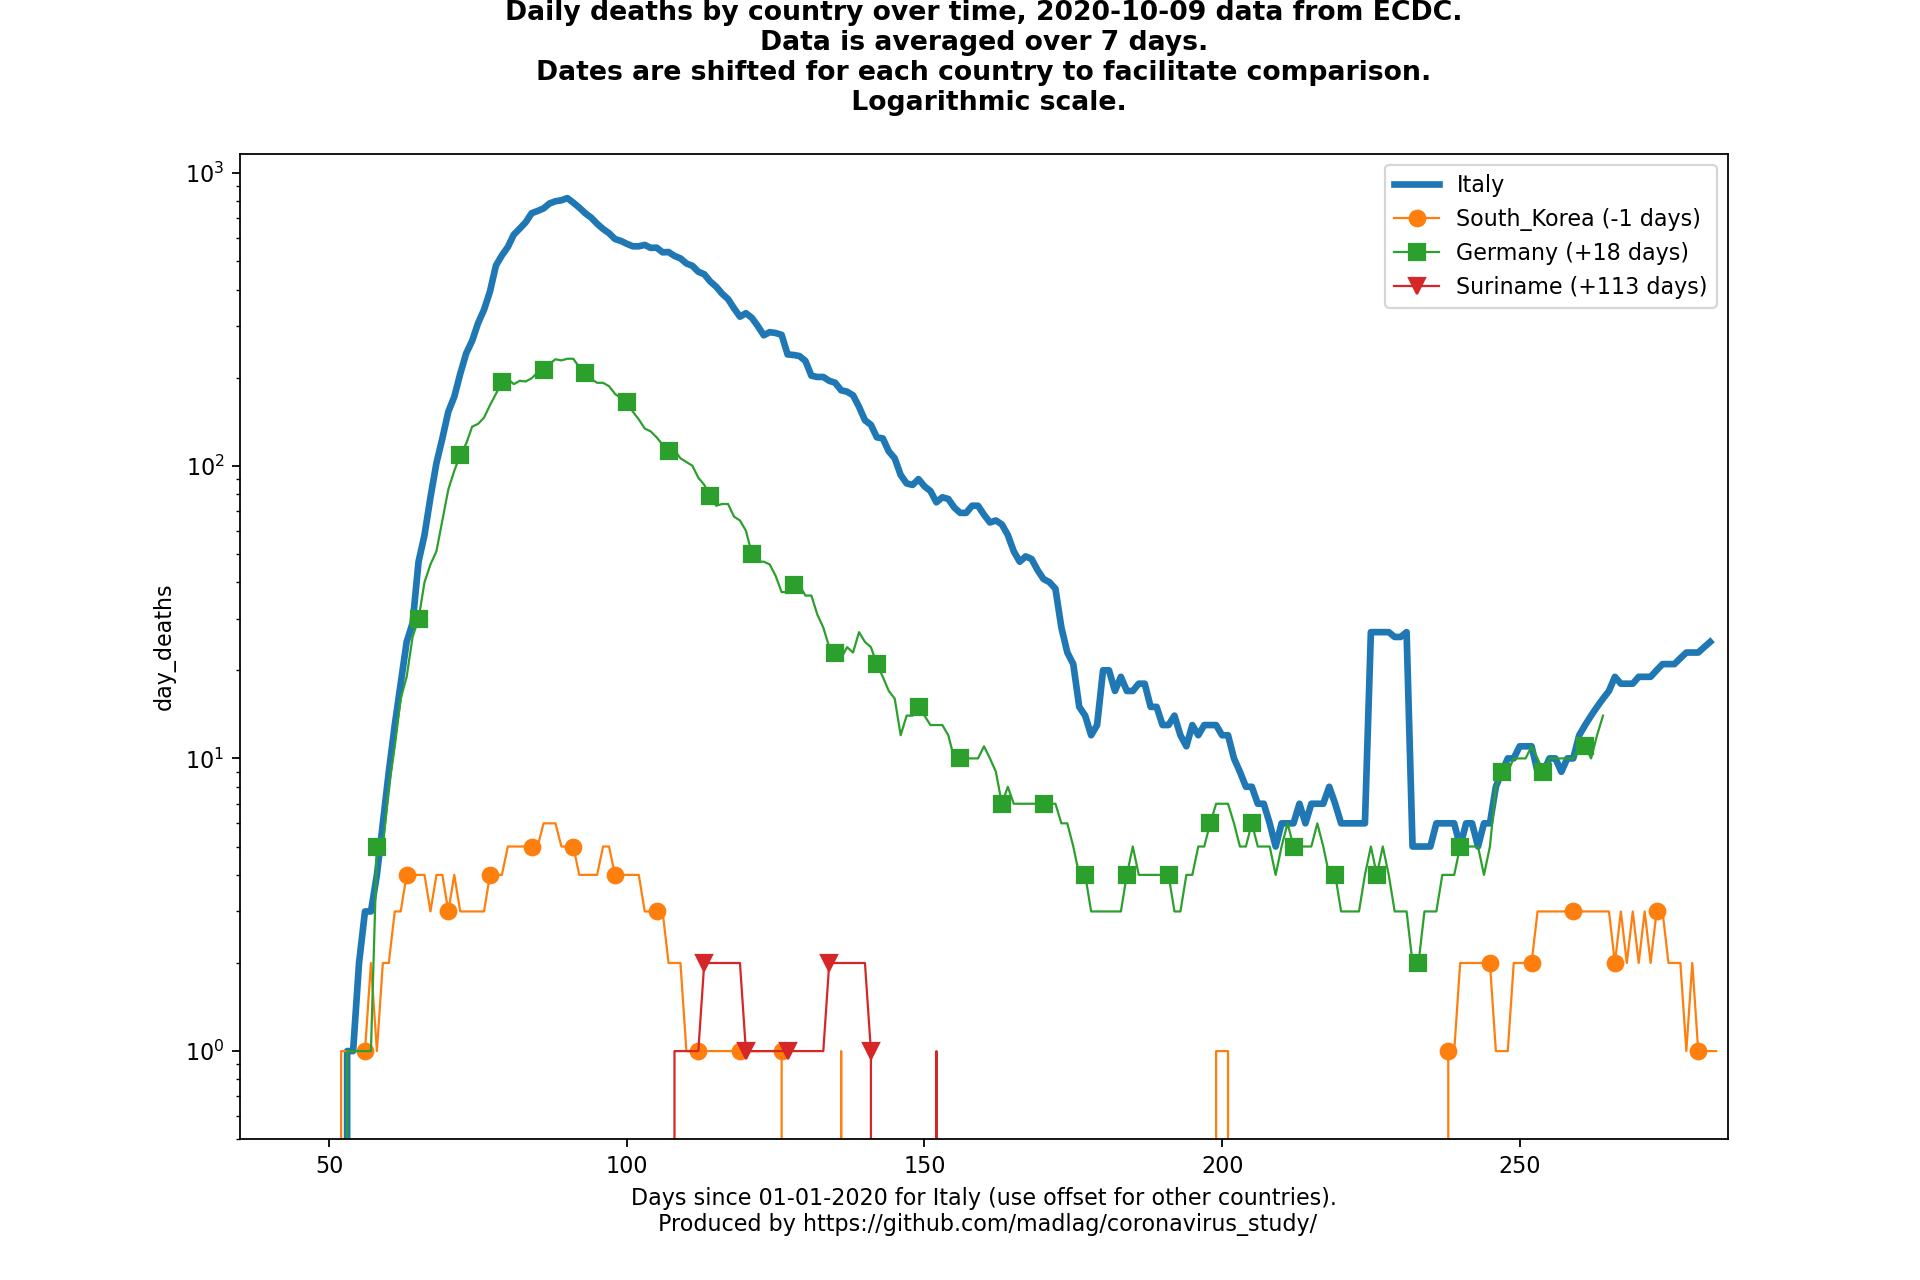 Daily deaths by country over time, 2020-10-09 data from ECDC.
Data is averaged over 7 days.
Dates are shifted for each country to facilitate comparison.
Logarithmic scale.
10³
10²
10¹
10⁰
day_deaths
Italy
South_Korea (-1 days)
Germany (+18 days)
Suriname (+113 days)
50 100 150 200 250
Days since 01-01-2020 for Italy (use offset for other countries).
Produced by https://github.com/madlag/coronavirus_study/